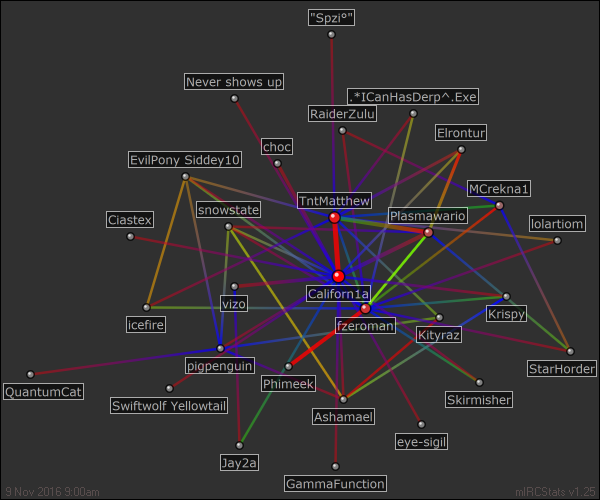 "Spzi°"
Never shows up
.*ICanHasDerp^.Exe
RaiderZulu
Elrontur
choc
EvilPony Siddey10
MCrekna1
TntMatthew
snowstate
Plasmawario
Ciastex
lolartiom
Californ1a
vizo
Krispy
icefire
fzeroman
Kityraz
pigpenguin
StarHorder
Phimeek
QuantumCat
Swiftwolf Yellowtail
Skirmisher
Ashamael
eye-sigil
Jay2a
GammaFunction
9 Nov 2016 9:00am
mIRCStats v1.25